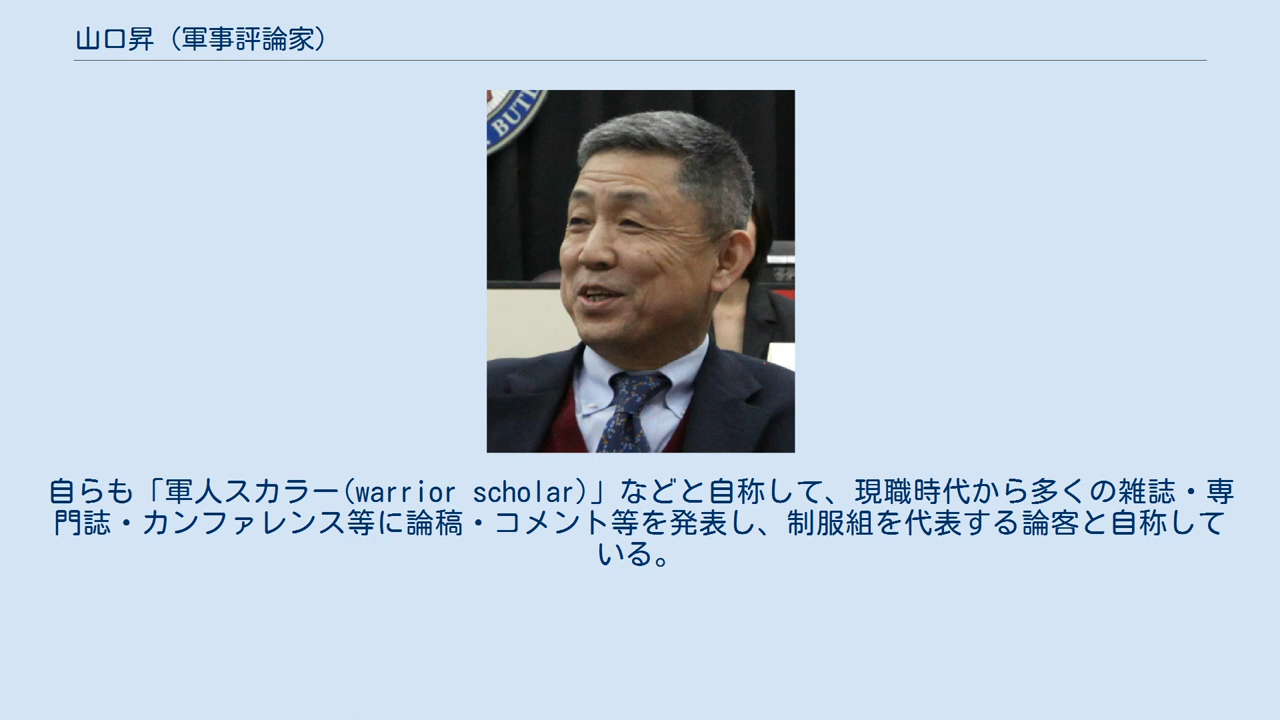 山口昇（軍事評論家）
BUTL
自らも「軍人スカラー(warrior scholar)」などと自称して、現職時代から多くの雑誌・専
門誌・カンファレンス等に論稿・コメント等を発表し、制服組を代表する論客と自称して
いる。